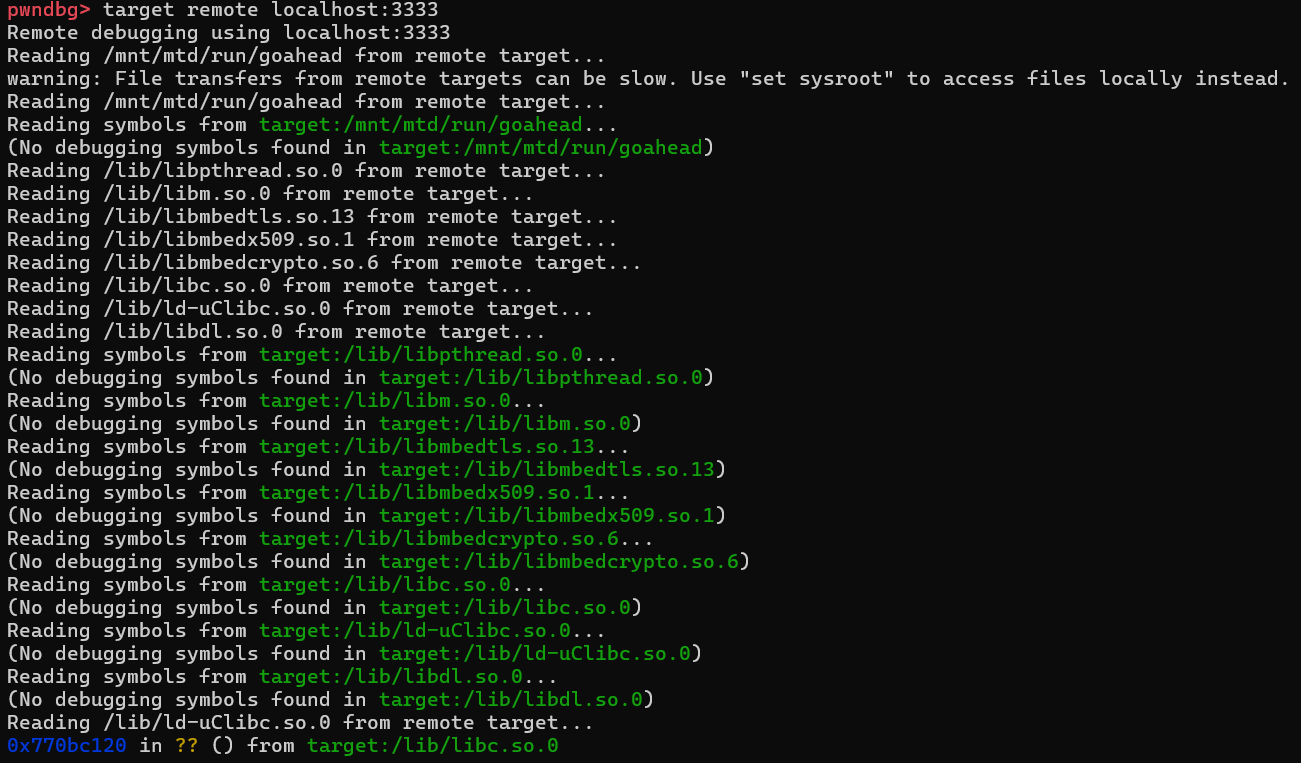 pwndbg> target remote localhost:3333
Remote debugging using localhost:3333
Reading /mnt/mtd/run/goahead from remote target...
warning: File transfers from remote targets can be slow. Use "set sysroot" to access files locally instead.
Reading /mnt/mtd/run/goahead from remote target...
Reading symbols from target:/mnt/mtd/run/goahead...
(No debugging symbols found in target:/mnt/mtd/run/goahead)
Reading /lib/libpthread.so.0 from remote target...
Reading /lib/libm.so.0 from remote target...
Reading /lib/libmbedtls.so.13 from remote target...
Reading /lib/libmbedx509.so.1 from remote target...
Reading /lib/libmbedcrypto.so.6 from remote target...
Reading /lib/libc.so.0 from remote target...
Reading /lib/ld-uClibc.so.0 from remote target...
Reading /lib/libdl.so.0 from remote target...
Reading symbols from target:/lib/libpthread.so.0...
(No debugging symbols found in target:/lib/libpthread.so.0)
Reading symbols from target:/lib/libm.so.0...
(No debugging symbols found in target:/lib/libm.so.0)
Reading symbols from target:/lib/libmbedtls.so.13...
(No debugging symbols found in target:/lib/libmbedtls.so.13)
Reading symbols from target:/lib/libmbedx509.so.1...
(No debugging symbols found in target:/lib/libmbedx509.so.1)
Reading symbols from target:/lib/libmbedcrypto.so.6...
(No debugging symbols found in target:/lib/libmbedcrypto.so.6)
Reading symbols from target:/lib/libc.so.0...
(No debugging symbols found in target:/lib/libc.so.0)
Reading symbols from target:/lib/ld-uClibc.so.0...
(No debugging symbols found in target:/lib/ld-uClibc.so.0)
Reading symbols from target:/lib/libdl.so.0...
(No debugging symbols found in target:/lib/libdl.so.0)
Reading /lib/ld-uClibc.so.0 from remote target...
0x770bc120 in ?? () from target:/lib/libc.so.0